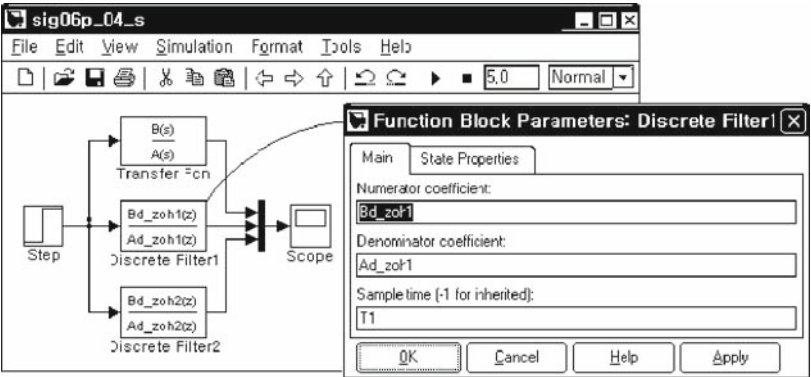 sig06p_04_s
File Edit View Simulation Format Tools Help
5,0 Normal
B(s)
A(s)
Transfer Fcn
Bd_zoh1(z)
Ad_zoh1(z)
Discrete Filter1
Bd_zoh2(z)
Ad_zoh2(z)
Discrete Filter2
Step
Scope
Function Block Parameters: Discrete Filter1
Main State Properties
Numerator coefficient:
Bd_zoh1
Denominator coefficient:
Ad_zoh1
Sample time (-1 for inherited):
T1
OK Cancel Help Apply